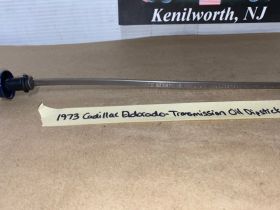 Kenilworth, NJ
1973 Cadillac Eldorado - Transmission Oil Dipstick